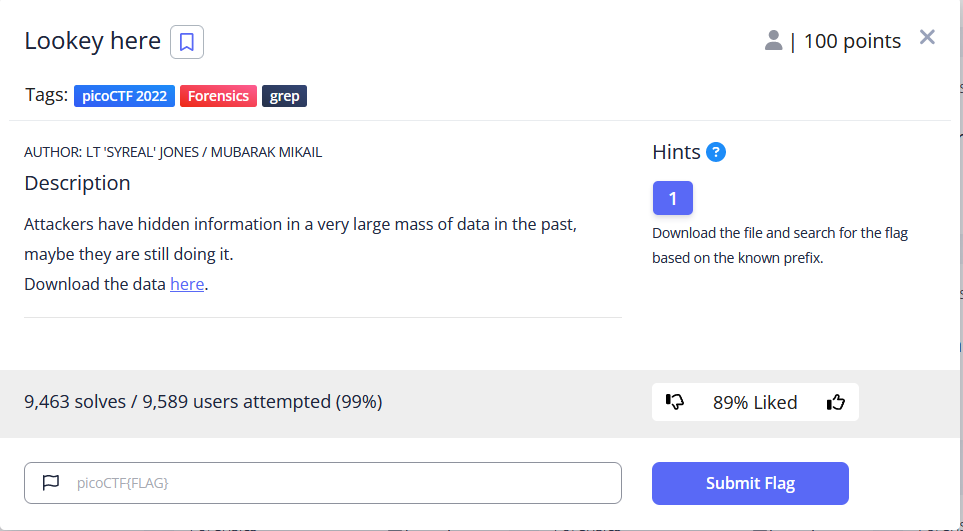 Lookey here
| 100 points
Tags: picoCTF 2022 Forensics grep
AUTHOR: LT 'SYREAL' JONES / MUBARAK MIKAIL
Description
Attackers have hidden information in a very large mass of data in the past,
maybe they are still doing it.
Download the data here.
Hints ?
1
Download the file and search for the flag
based on the known prefix.
9,463 solves / 9,589 users attempted (99%)
89% Liked
picoCTF{FLAG}
Submit Flag